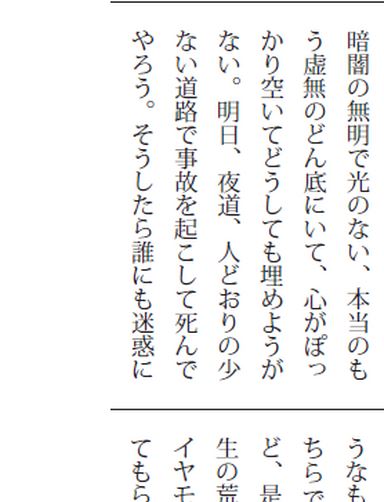 暗闇の無明で光のない、本当のも
う虚無のどん底にいて、心がぽっ
かり空いてどうしても埋めようが
ない。明日、夜道、人どおりの少
ない道路で事故を起こして死んで
やろう。そうしたら誰にも迷惑に
うなも
ちらで
ど、是
生の荒
イヤモ
てもら